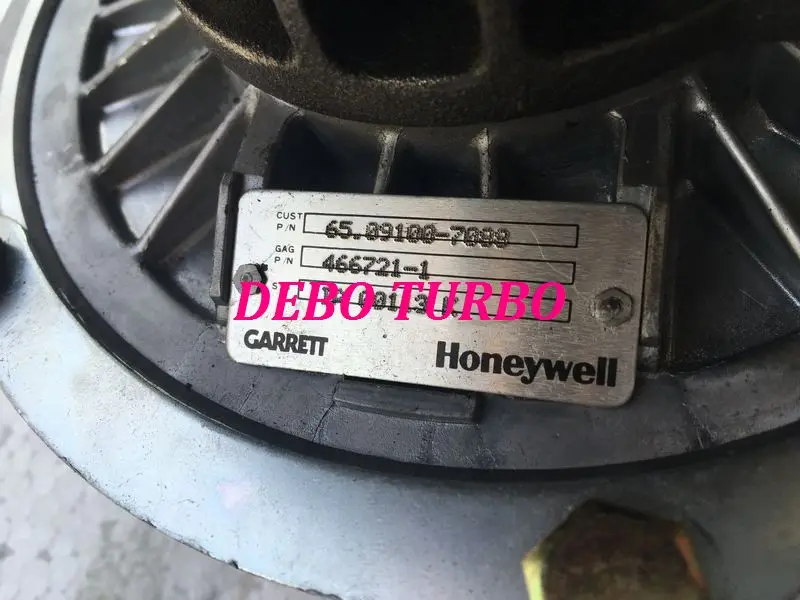 CUST
P/N 65.09100-7080
GAG
P/N 466721-1
DEBO TURBO
GARRETT Honeywell